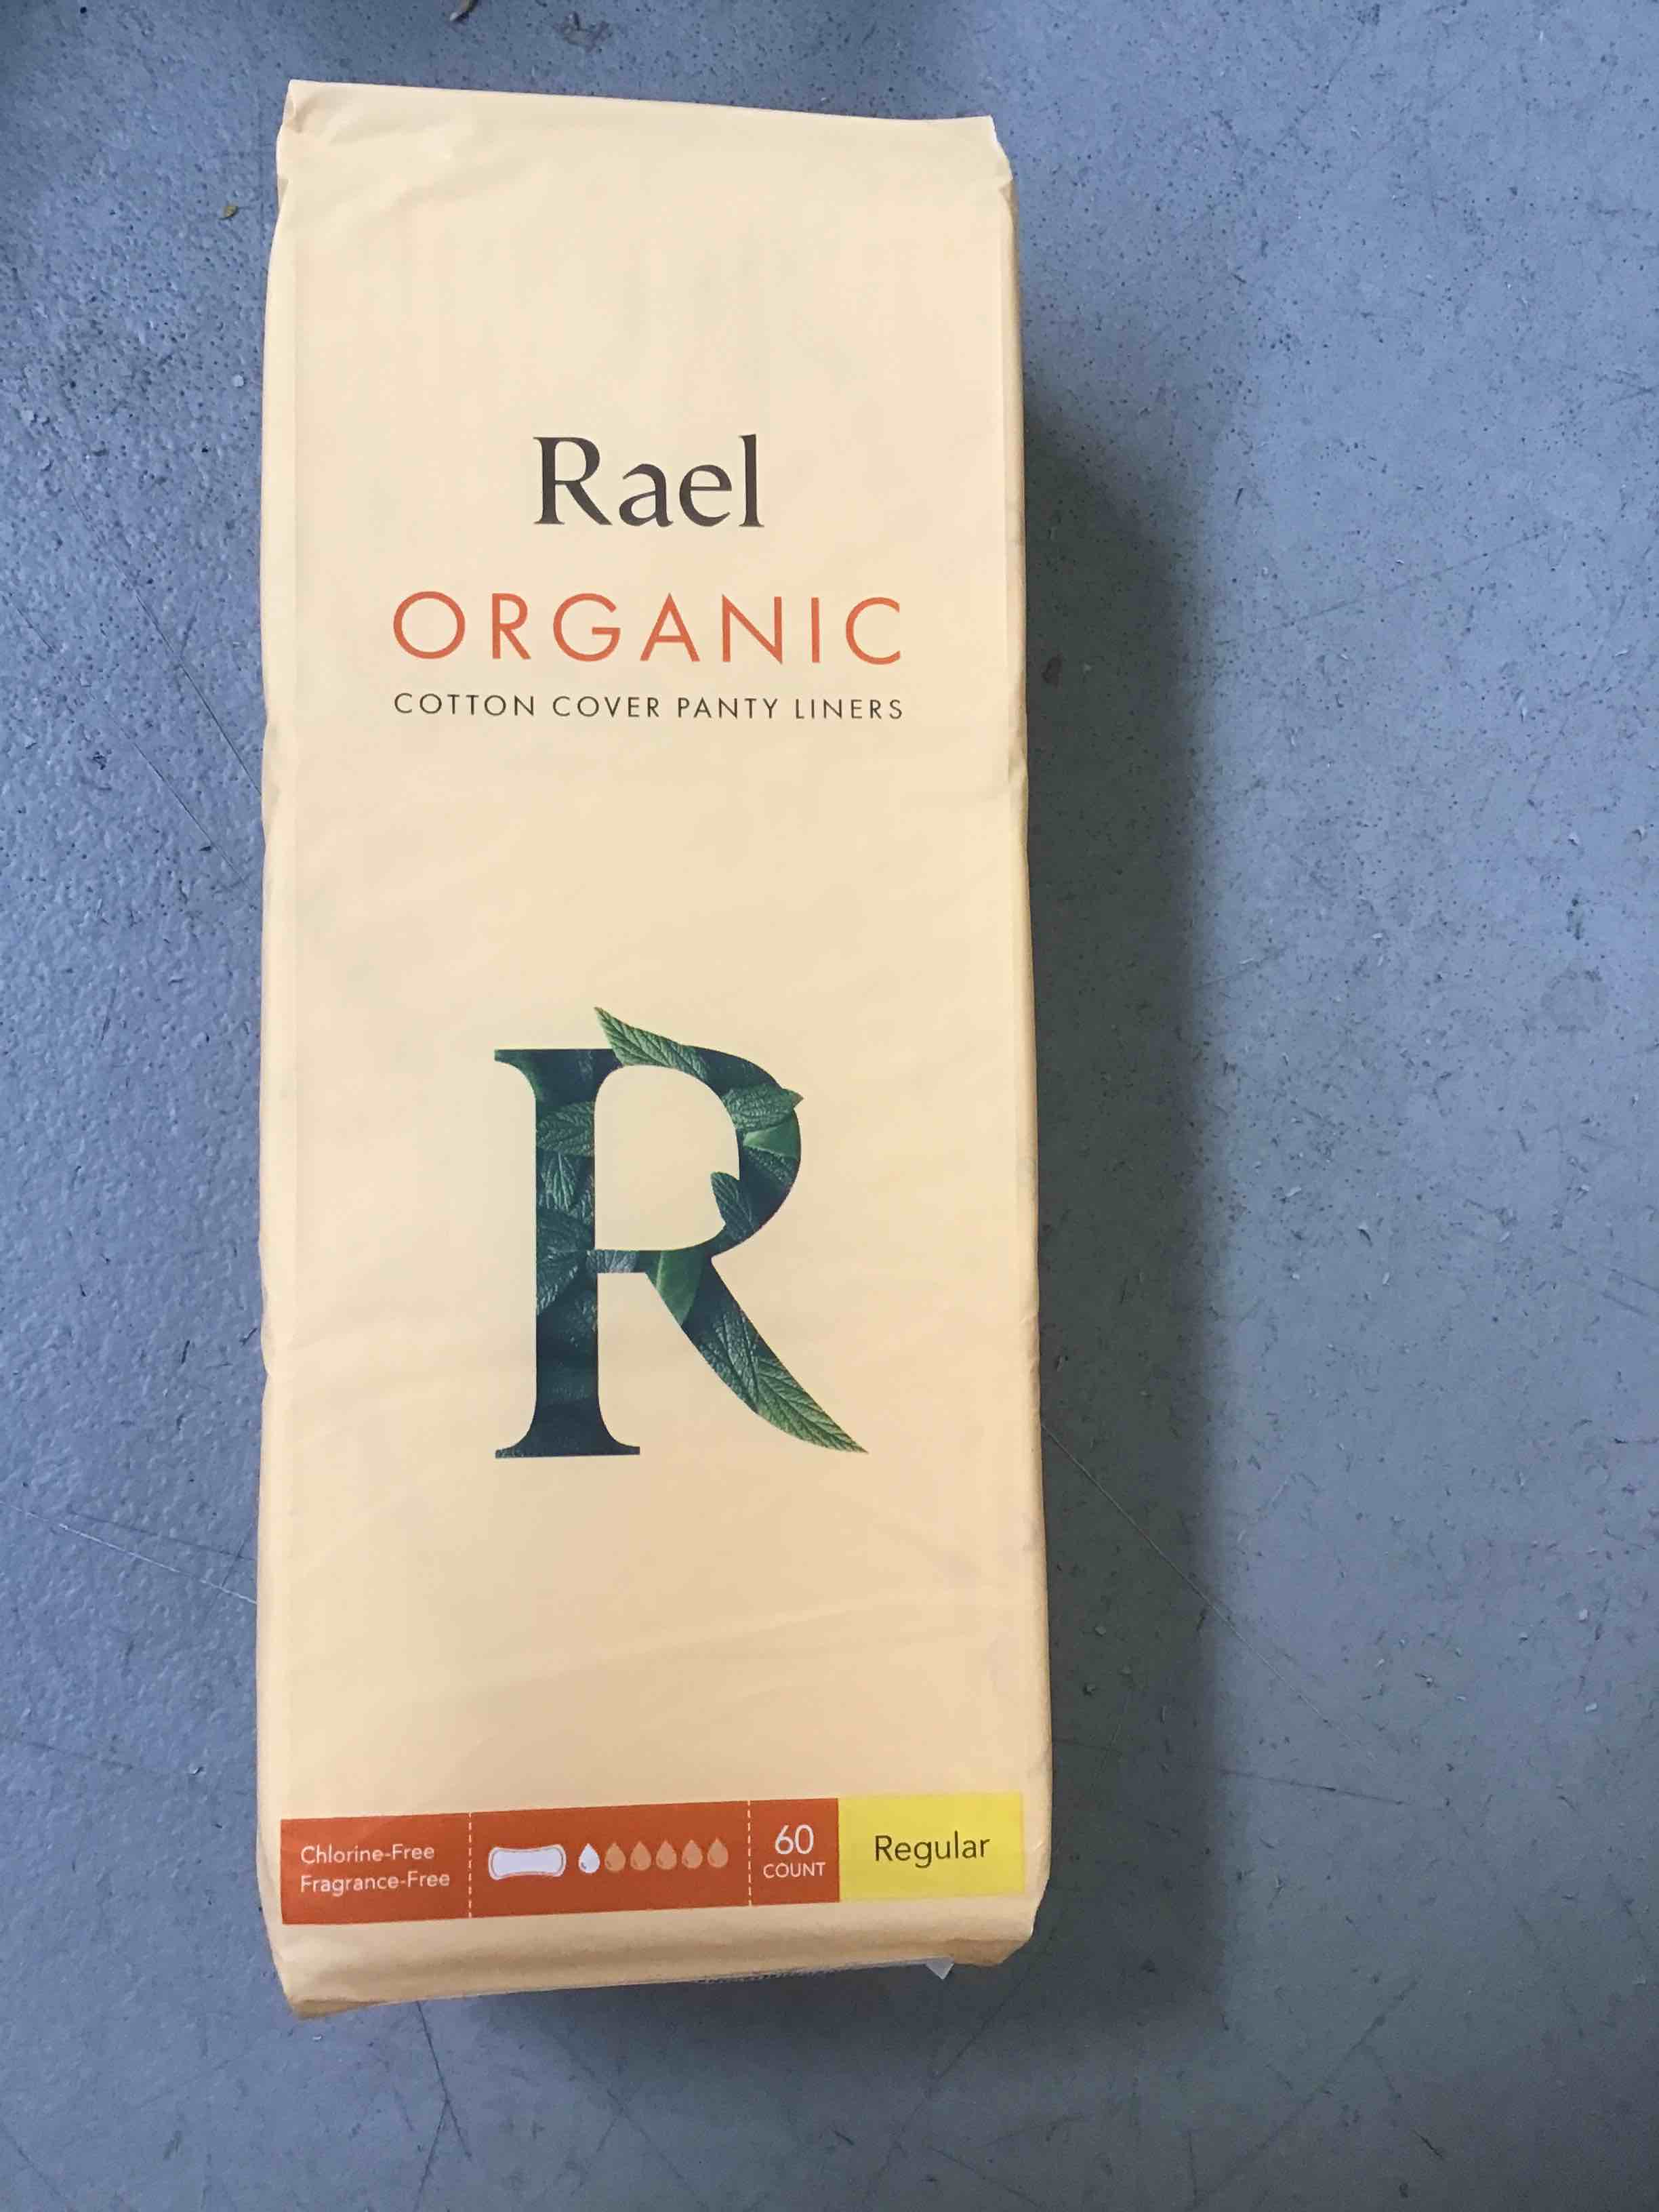 Rael
ORGANIC
COTTON COVER PANTY LINERS
R
Chlorine-Free
Fragrance-Free
60
COUNT
Regular